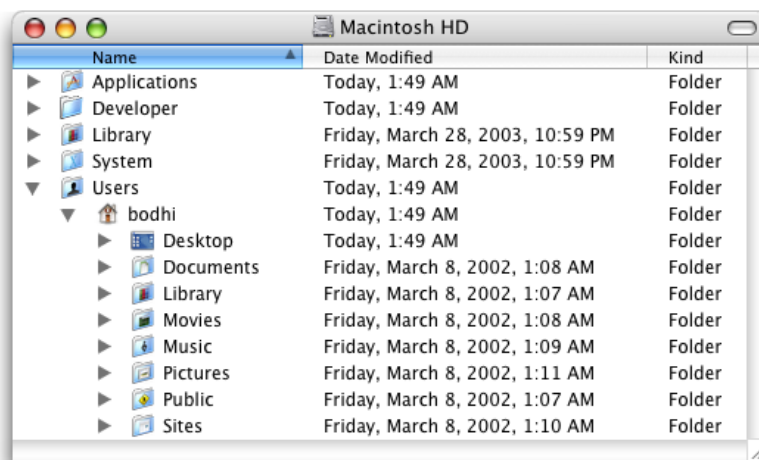 Macintosh HD
Name Date Modified Kind
Applications Today, 1:49 AM Folder
Developer Today, 1:49 AM Folder
Library Friday, March 28, 2003, 10:59 PM Folder
System Friday, March 28, 2003, 10:59 PM Folder
Users Today, 1:49 AM Folder
bodhi Today, 1:49 AM Folder
Desktop Today, 1:49 AM Folder
Documents Friday, March 8, 2002, 1:08 AM Folder
Library Friday, March 8, 2002, 1:07 AM Folder
Movies Friday, March 8, 2002, 1:08 AM Folder
Music Friday, March 8, 2002, 1:09 AM Folder
Pictures Friday, March 8, 2002, 1:11 AM Folder
Public Friday, March 8, 2002, 1:07 AM Folder
Sites Friday, March 8, 2002, 1:10 AM Folder